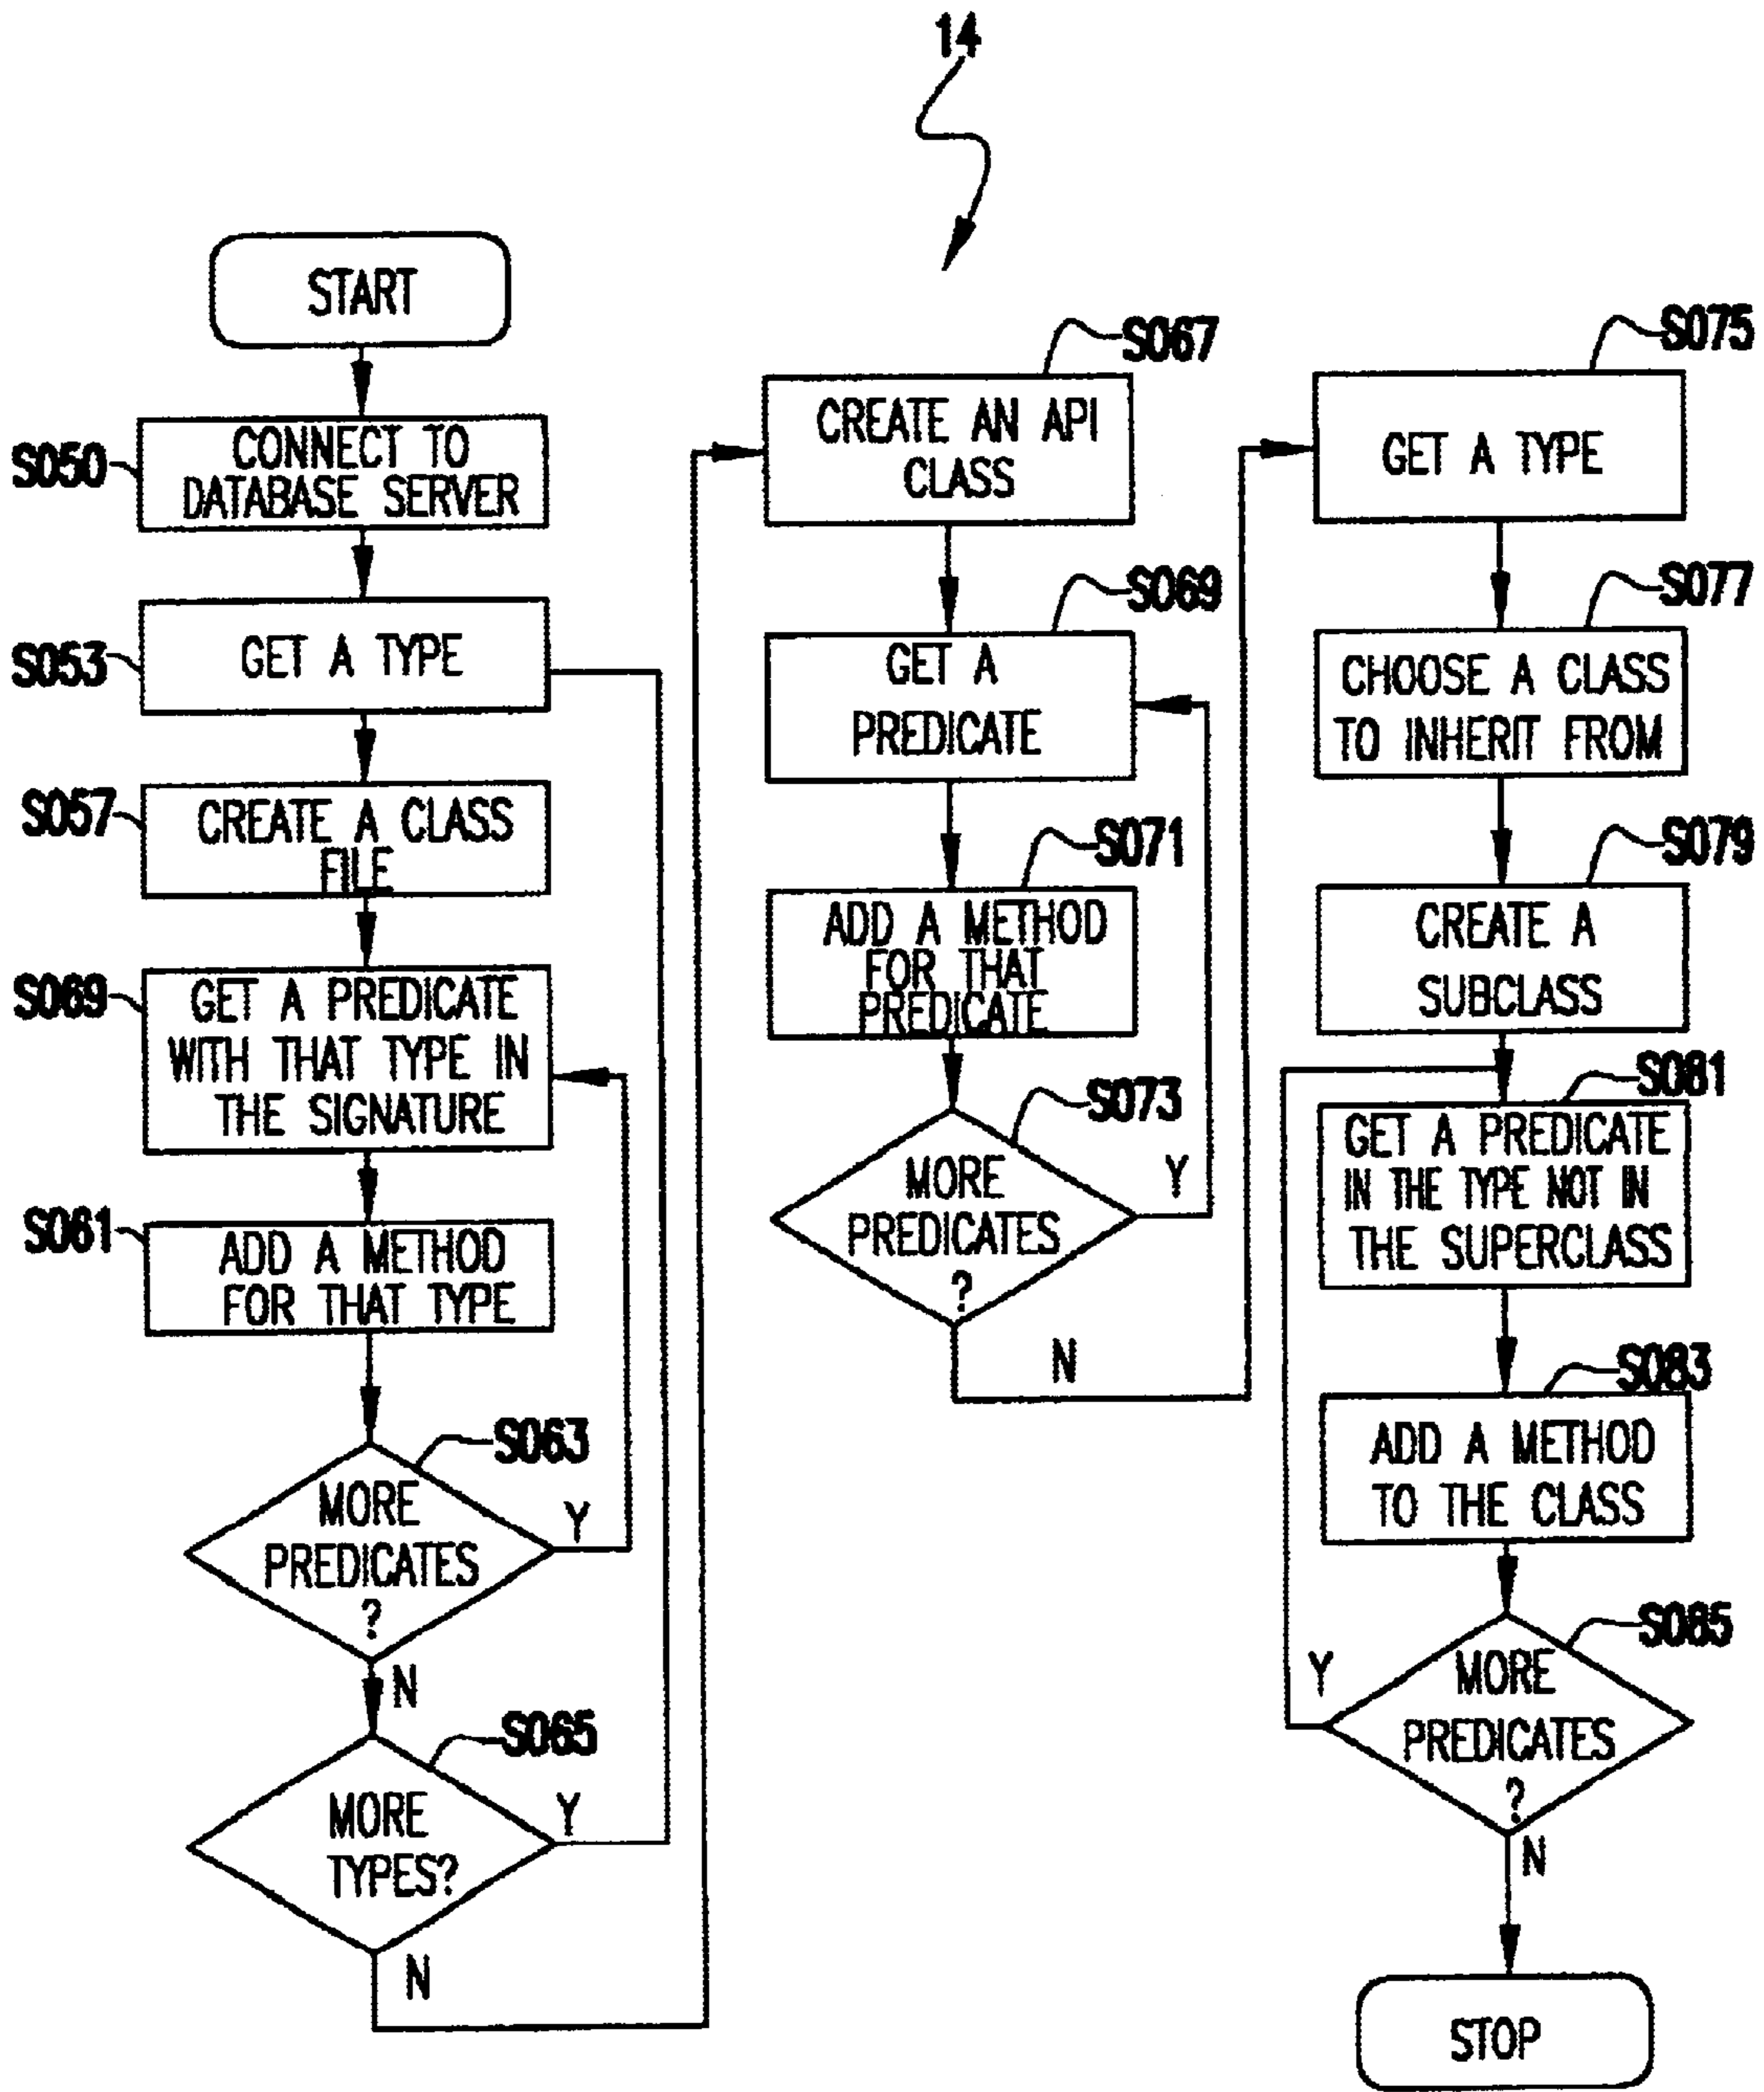 14
START
S050
CONNECT TO
DATABASE SERVER
S053
GET A TYPE
S057
CREATE A CLASS
FILE
S069
GET A PREDICATE
WITH THAT TYPE IN
THE SIGNATURE
S061
ADD A METHOD
FOR THAT TYPE
S063
MORE
PREDICATES
?
Y
N
S065
MORE
TYPES?
Y
N
S067
CREATE AN API
CLASS
S069
GET A
PREDICATE
S071
ADD A METHOD
FOR THAT
PREDICATE
S073
MORE
PREDICATES
?
Y
N
S075
GET A TYPE
S077
CHOOSE A CLASS
TO INHERIT FROM
S079
CREATE A
SUBCLASS
S081
GET A PREDICATE
IN THE TYPE NOT IN
THE SUPERCLASS
S083
ADD A METHOD
TO THE CLASS
S085
MORE
PREDICATES
?
Y
N
STOP